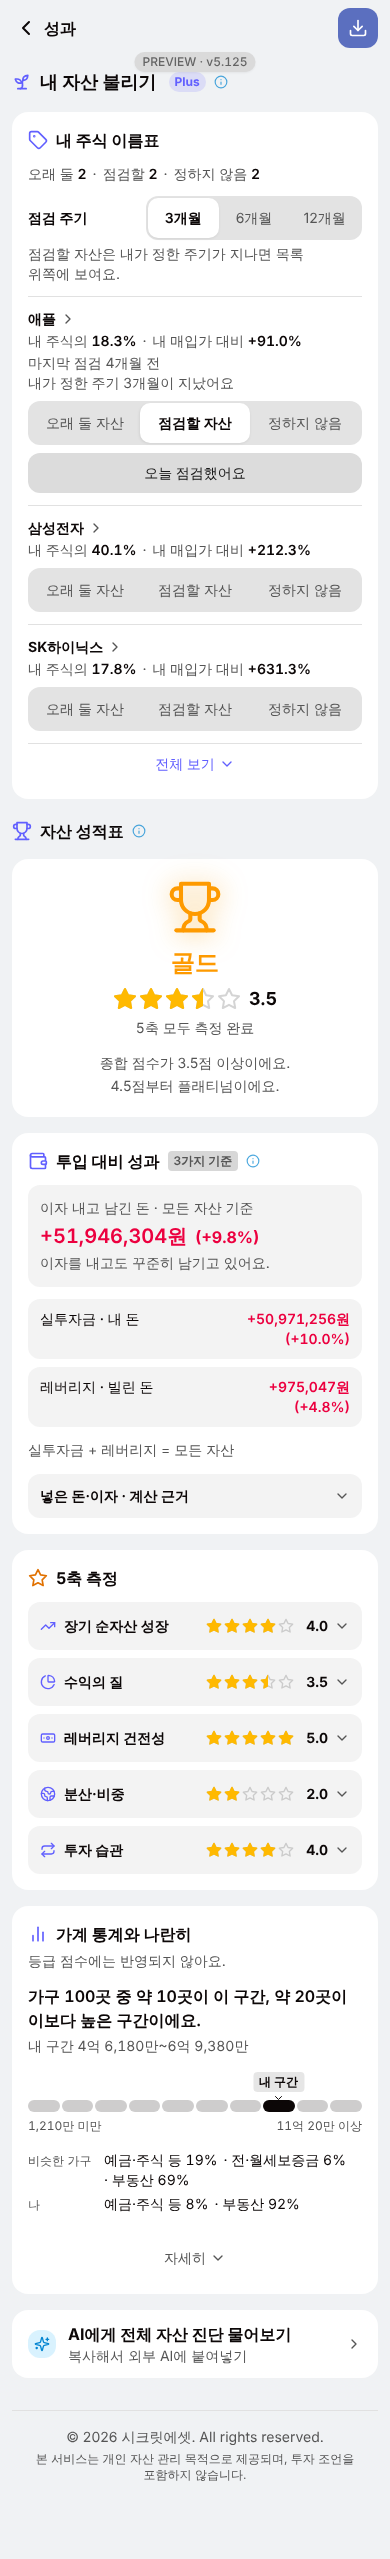 성과
PREVIEW · v5.125
내 자산 불리기 Plus
내 주식 이름표
오래 둘 2 · 점검할 2 · 정하지 않음 2
점검 주기 3개월 6개월 12개월
점검할 자산은 내가 정한 주기가 지나면 목록
위쪽에 보여요.
애플
내 주식의 18.3% · 내 매입가 대비 +91.0%
마지막 점검 4개월 전
내가 정한 주기 3개월이 지났어요
오래 둘 자산 점검할 자산 정하지 않음
오늘 점검했어요
삼성전자
내 주식의 40.1% · 내 매입가 대비 +212.3%
오래 둘 자산 점검할 자산 정하지 않음
SK하이닉스
내 주식의 17.8% · 내 매입가 대비 +631.3%
오래 둘 자산 점검할 자산 정하지 않음
전체 보기
자산 성적표
골드
3.5
5축 모두 측정 완료
종합 점수가 3.5점 이상이에요.
4.5점부터 플래티넘이에요.
투입 대비 성과 3가지 기준
이자 내고 남긴 돈 · 모든 자산 기준
+51,946,304원 (+9.8%)
이자를 내고도 꾸준히 남기고 있어요.
실투자금 · 내 돈 +50,971,256원
(+10.0%)
레버리지 · 빌린 돈 +975,047원
(+4.8%)
실투자금 + 레버리지 = 모든 자산
넣은 돈·이자 · 계산 근거
5축 측정
장기 순자산 성장 4.0
수익의 질 3.5
레버리지 건전성 5.0
분산·비중 2.0
투자 습관 4.0
가계 통계와 나란히
등급 점수에는 반영되지 않아요.
가구 100곳 중 약 10곳이 이 구간, 약 20곳이
이보다 높은 구간이에요.
내 구간 4억 6,180만~6억 9,380만
내 구간
1,210만 미만 11억 20만 이상
비슷한 가구 예금·주식 등 19% · 전·월세보증금 6%
· 부동산 69%
나 예금·주식 등 8% · 부동산 92%
자세히
AI에게 전체 자산 진단 물어보기
복사해서 외부 AI에 붙여넣기
© 2026 시크릿에셋. All rights reserved.
본 서비스는 개인 자산 관리 목적으로 제공되며, 투자 조언을
포함하지 않습니다.